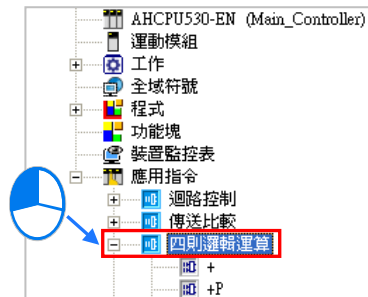 AHCPU530-EN (Main_Controller)
運動模組
工作
全域符號
程式
功能塊
裝置監控表
應用指令
迴路控制
傳送比較
四則邏輯運算
+
+P